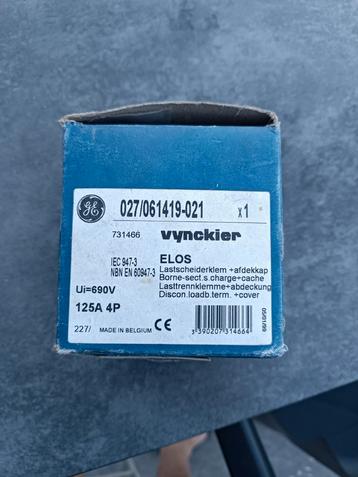 GE
027/061419-021 x1
731466 vynckier
IEC 947-3
NBN EN 60947-3
ELOS
Lastscheiderklem +afdekkap
Borne-sect.s.charge+cache
Lasttrennklemme+abdeckung
Discon.loadb.term. +cover
Ui=690V
125A 4P
227/ MADE IN BELGIUM CE
3 390207 314664